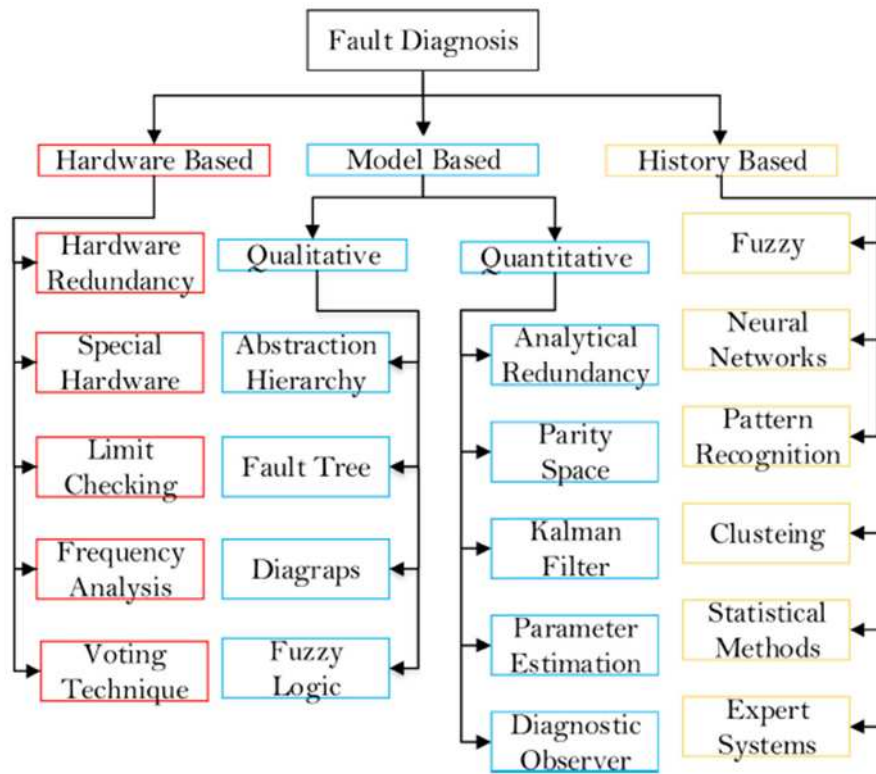 Fault Diagnosis
Hardware Based
Model Based
History Based
Hardware
Redundancy
Special
Hardware
Limit
Checking
Frequency
Analysis
Voting
Technique
Qualitative
Abstraction
Hierarchy
Fault Tree
Diagraps
Fuzzy
Logic
Quantitative
Analytical
Redundancy
Parity
Space
Kalman
Filter
Parameter
Estimation
Diagnostic
Observer
Fuzzy
Neural
Networks
Pattern
Recognition
Clusteing
Statistical
Methods
Expert
Systems